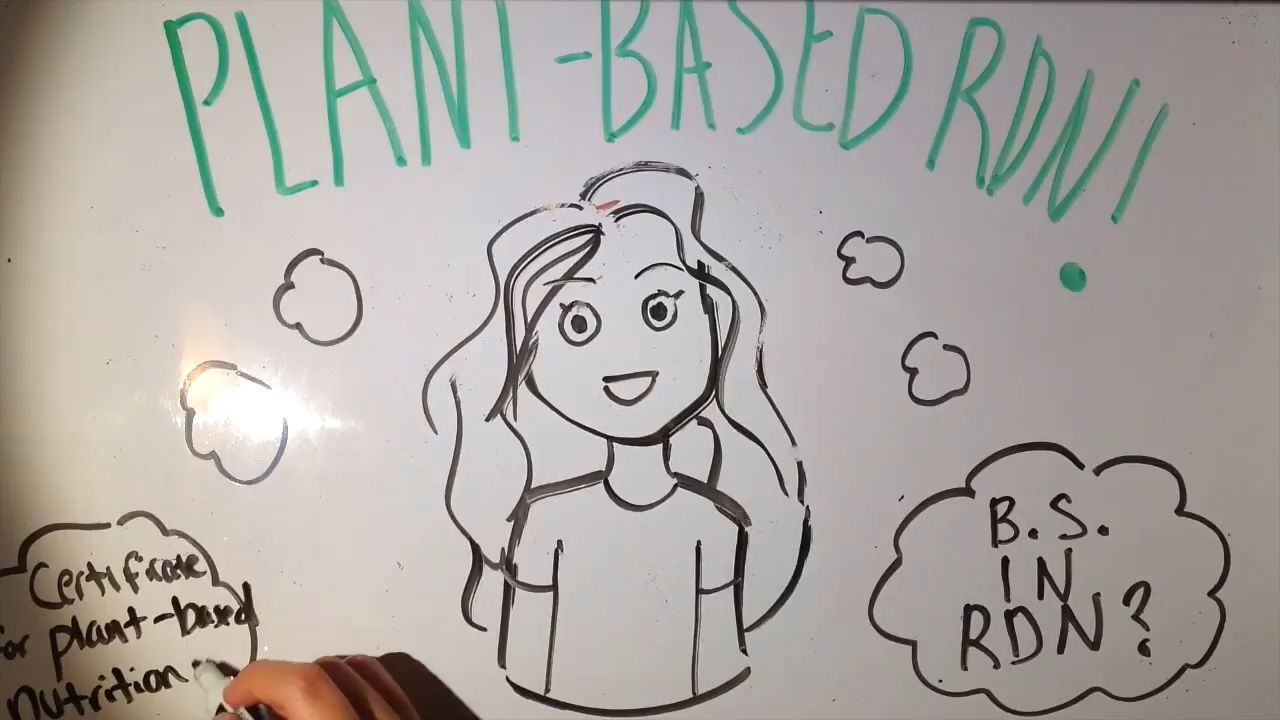 PLANT-BASED RDN!
Certificate
for plant-based
nutrition
B.S.
IN
RDN?